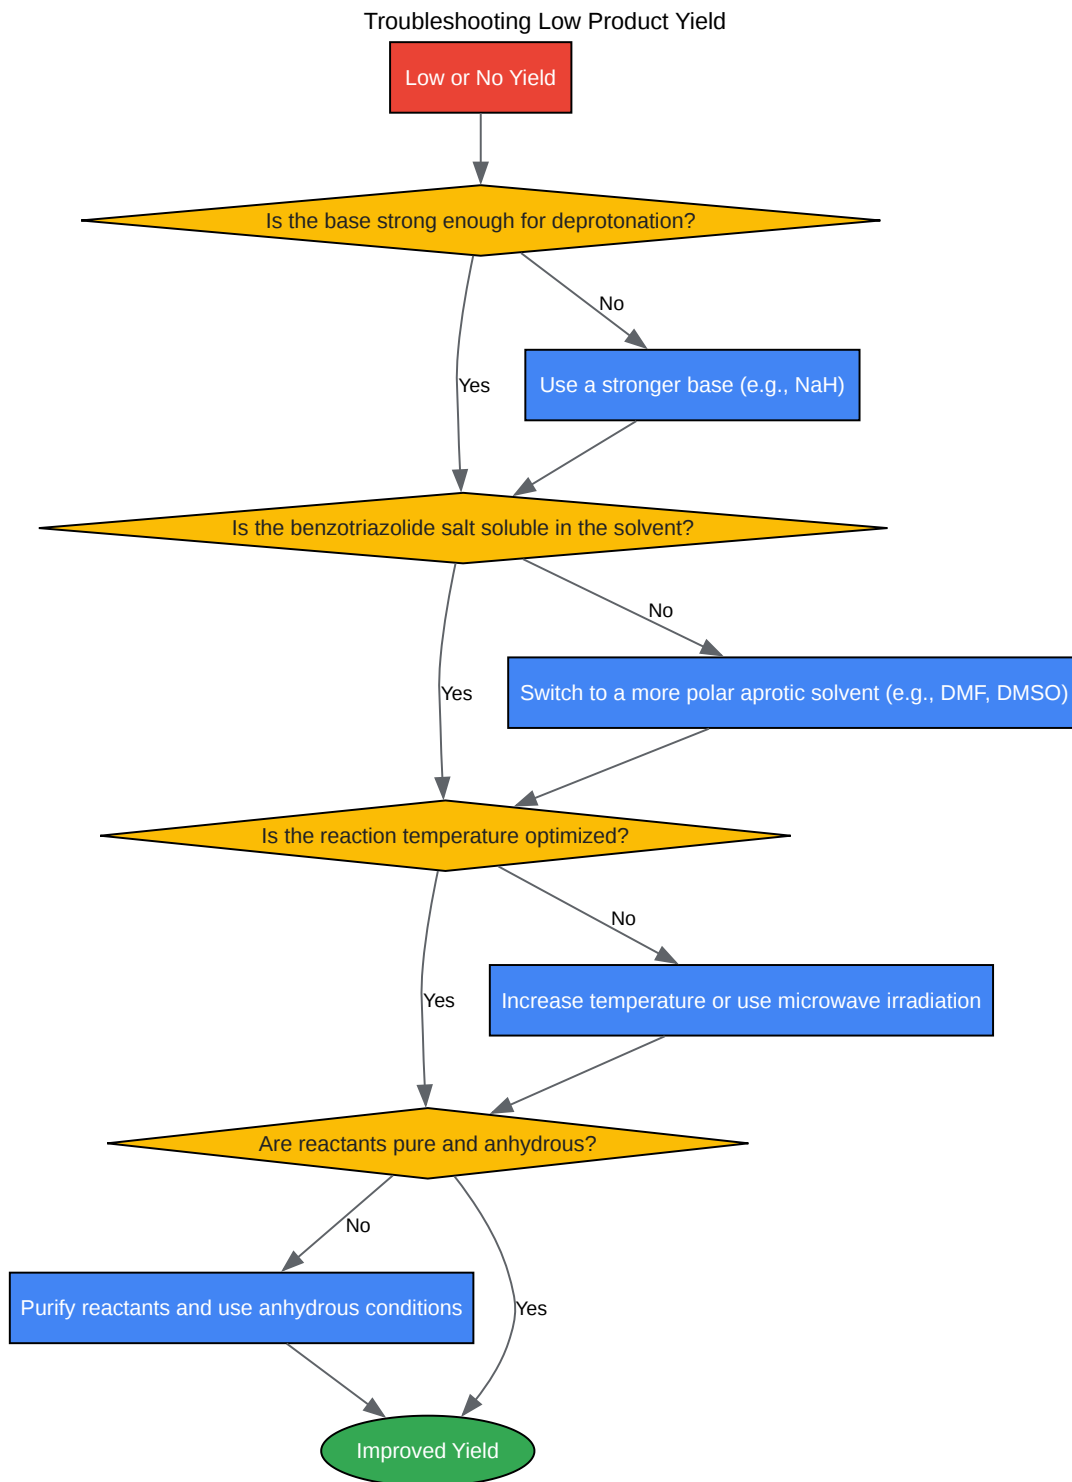 Troubleshooting Low Product Yield
Low or No Yield
Is the base strong enough for deprotonation?
No
Yes
Use a stronger base (e.g., NaH)
Is the benzotriazolide salt soluble in the solvent?
No
Yes
Switch to a more polar aprotic solvent (e.g., DMF, DMSO)
Is the reaction temperature optimized?
No
Yes
Increase temperature or use microwave irradiation
Are reactants pure and anhydrous?
No
Purify reactants and use anhydrous conditions
Yes
Improved Yield